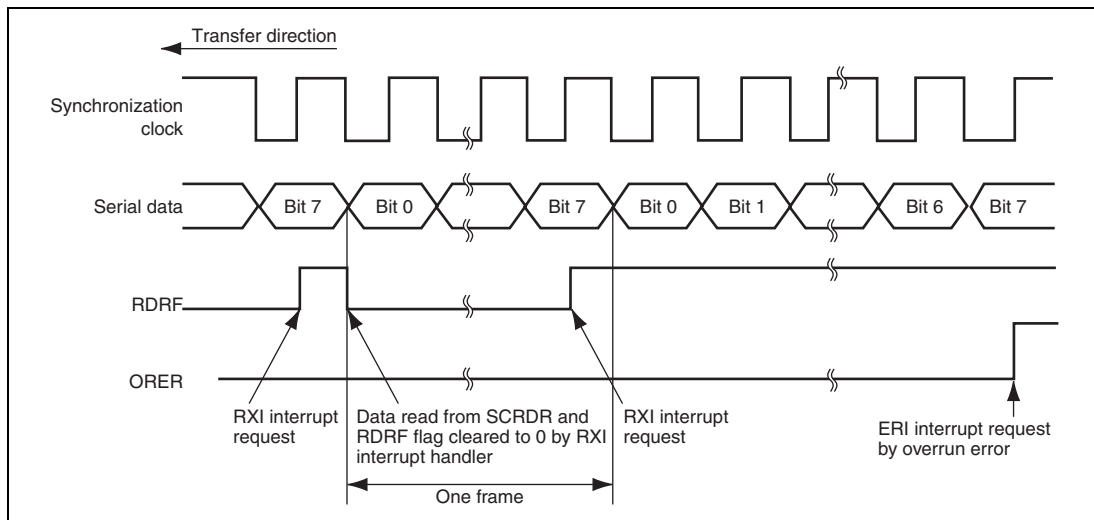 Transfer direction
Synchronization
clock
Serial data
Bit 7
Bit 0
Bit 7
Bit 0
Bit 1
Bit 6
Bit 7
RDRF
ORER
RXI interrupt
request
Data read from SCRDR and
RDRF flag cleared to 0 by RXI
interrupt handler
RXI interrupt
request
ERI interrupt request
by overrun error
One frame